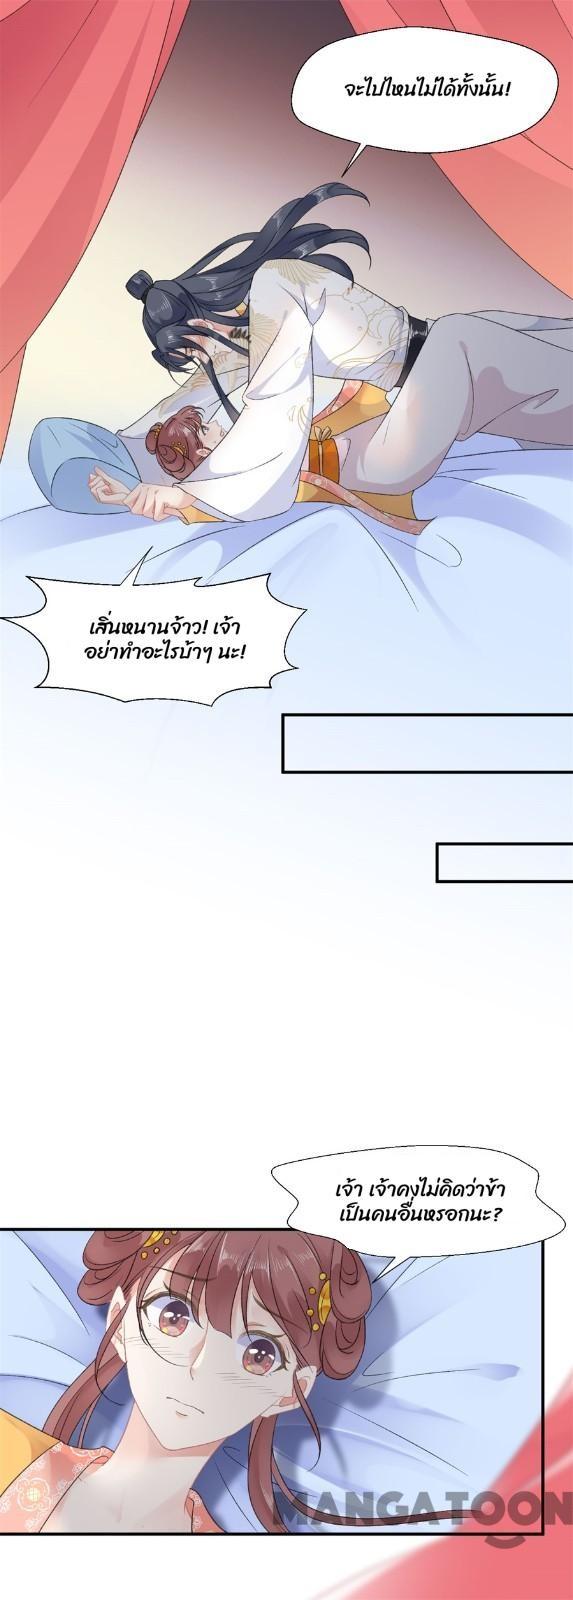 จะไปไหนไม่ได้ทั้งนั้น!
เสิ่นหนานจ้าว! เจ้า
อย่าทำอะไรบ้าๆ นะ!
เจ้า เจ้าคงไม่คิดว่าข้า
เป็นคนอื่นหรอกนะ?
MANGATOON